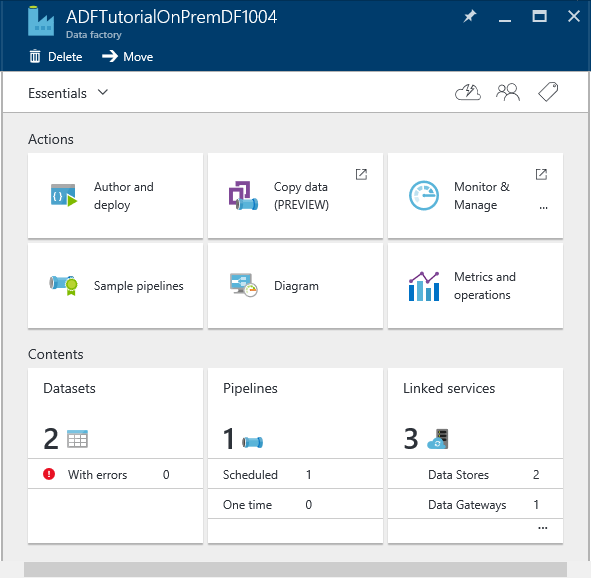 ADFTutorialOnPremDF1004
Data factory
Delete Move
Essentials
Actions
Author and
deploy
Copy data
(PREVIEW)
Monitor &
Manage
...
Sample pipelines
Diagram
Metrics and
operations
Contents
Datasets
2
With errors 0
Pipelines
1
Scheduled 1
One time 0
Linked services
3
Data Stores 2
Data Gateways 1
...